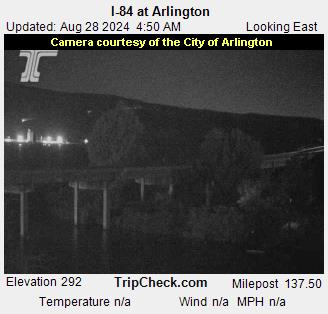 I-84 at Arlington
Updated: Aug 28 2024 4:50 AM Looking East
Camera courtesy of the City of Arlington
Elevation 292 TripCheck.com Milepost 137.50
Temperature n/a Wind n/a MPH n/a